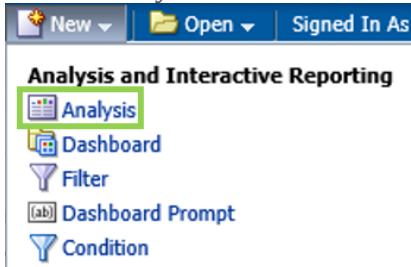 New Open Signed In As
Analysis and Interactive Reporting
Analysis
Dashboard
Filter
(ab) Dashboard Prompt
Condition